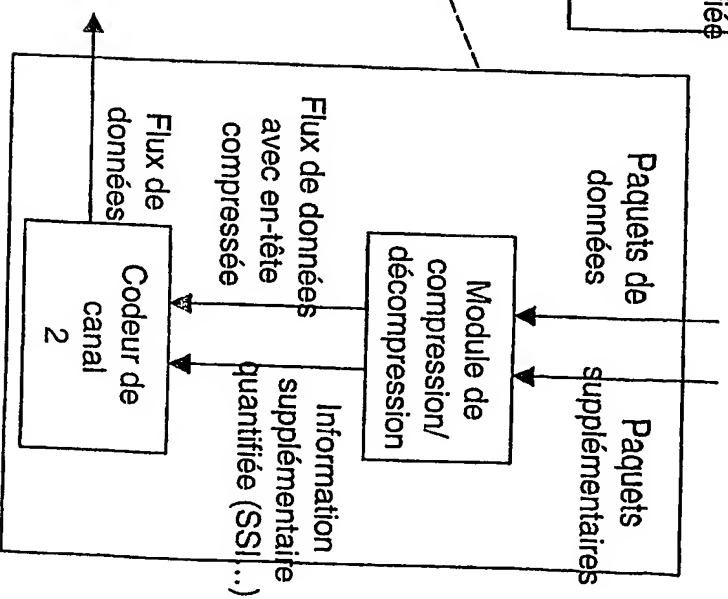 iée
Paquets de
données
Paquets
supplémentaires
Module de
compression/
décompression
Flux de données
avec en-tête
compressée
Information
supplémentaire
quantifiée (SSI...)
Flux de
données
Codeur de
canal
2